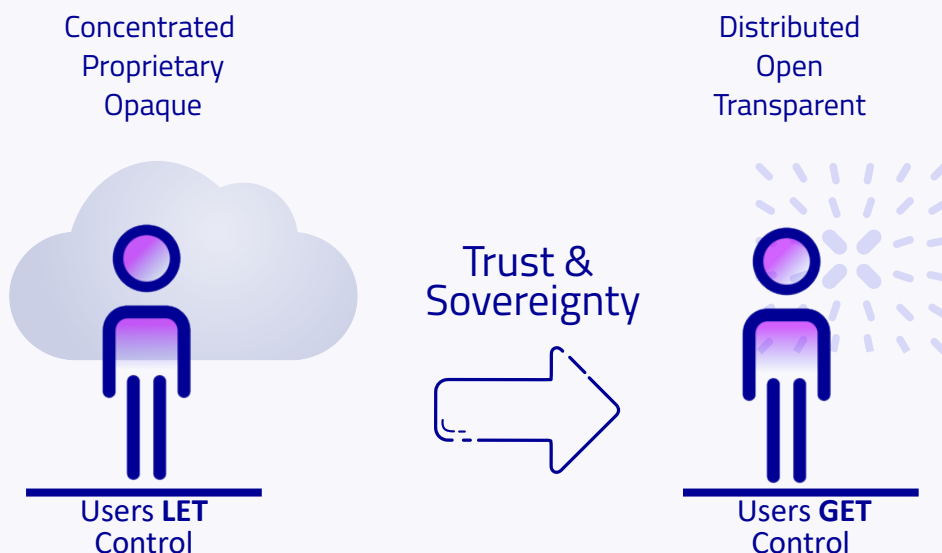 Concentrated
Proprietary
Opaque
Distributed
Open
Transparent
Trust &
Sovereignty
Users LET
Control
Users GET
Control